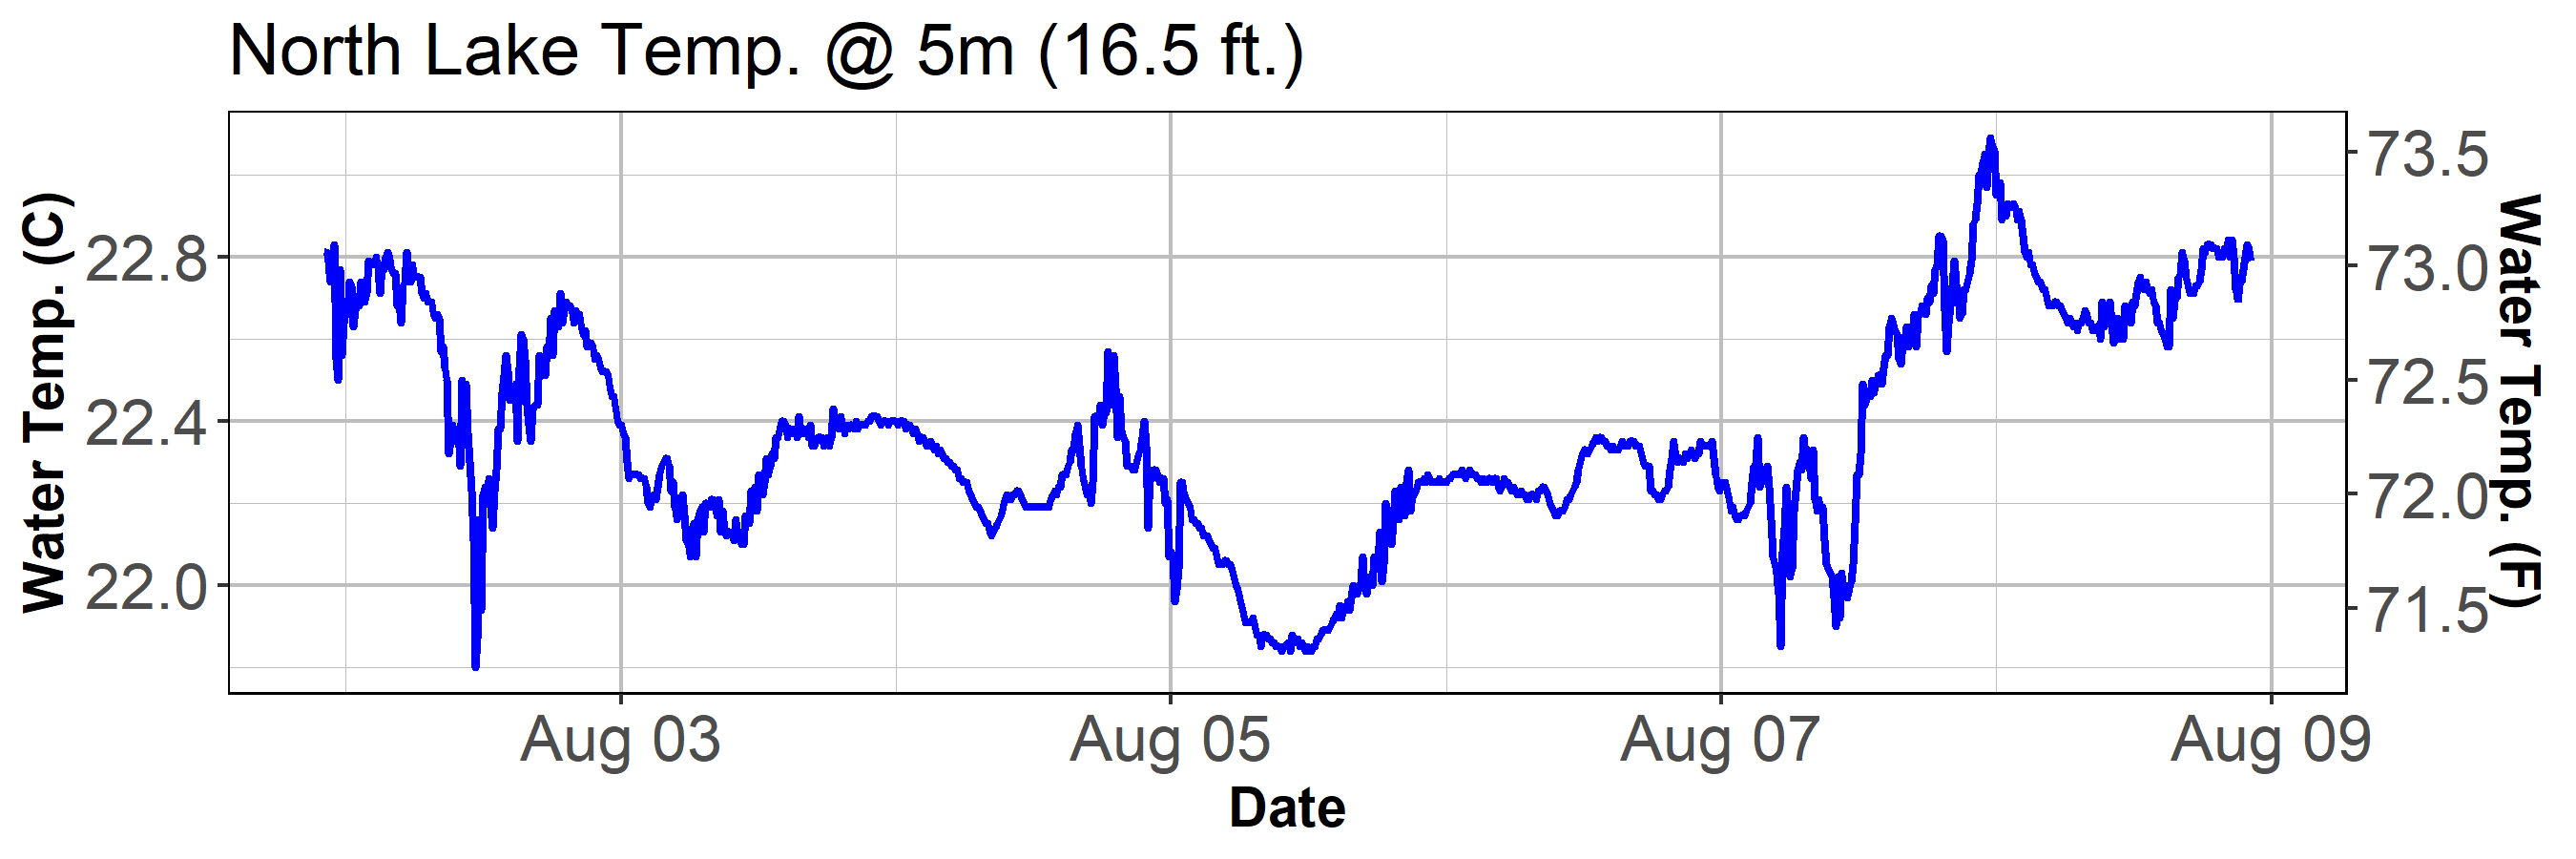 North Lake Temp. @ 5m (16.5 ft.)
Water Temp. (C)
22.8
22.4
22.0
73.5
73.0
72.5
72.0
71.5
Water Temp. (F)
Aug 03 Aug 05 Aug 07 Aug 09
Date